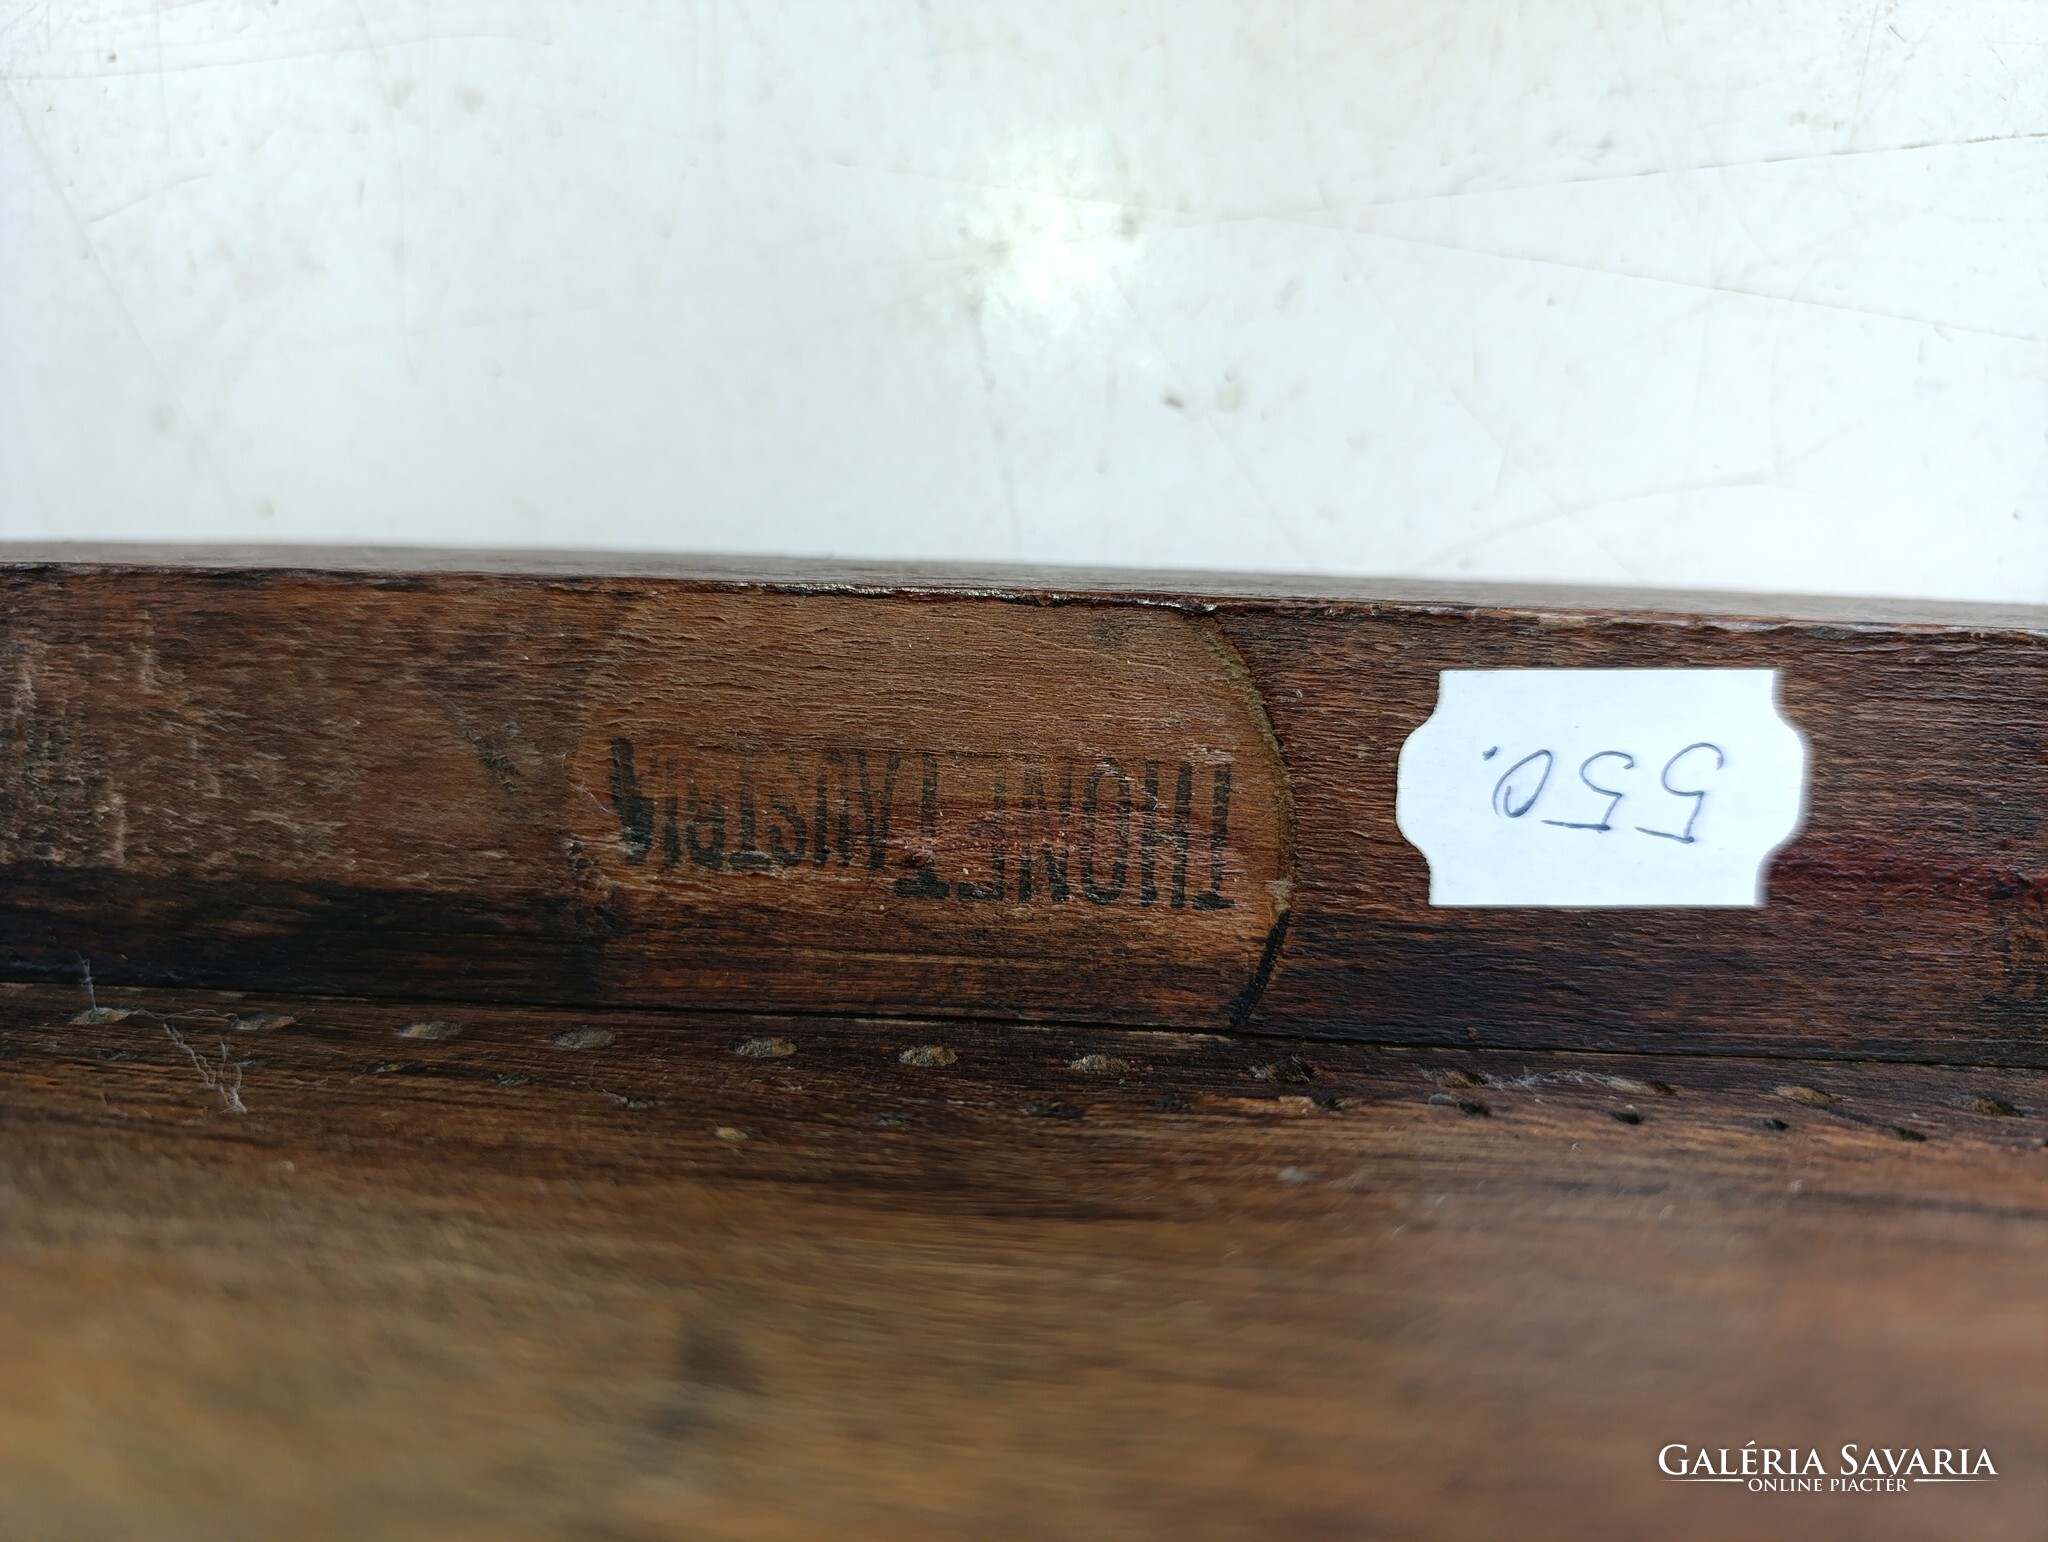 THONET AUSTRIA
550.
GALÉRIA SAVARIA
ONLINE PIACTÉR